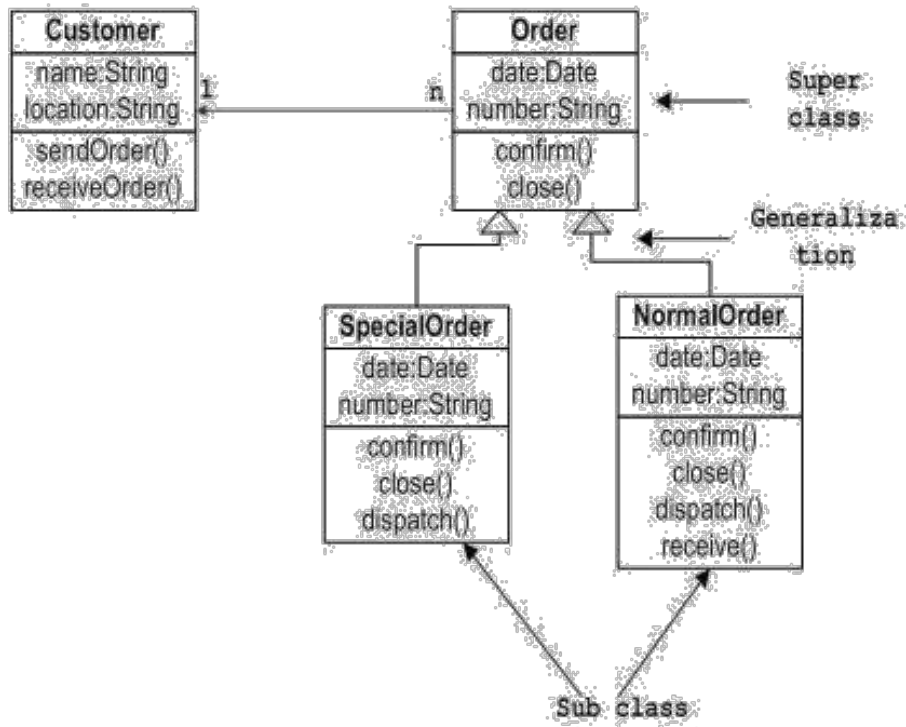 Customer
name:String
location:String
sendOrder()
receiveOrder()
1
n
Order
date:Date
number:String
confirm()
close()
Super
class
Generaliza
tion
SpecialOrder
date:Date
number:String
confirm()
close()
dispatch()
NormalOrder
date:Date
number:String
confirm()
close()
dispatch()
receive()
Sub class